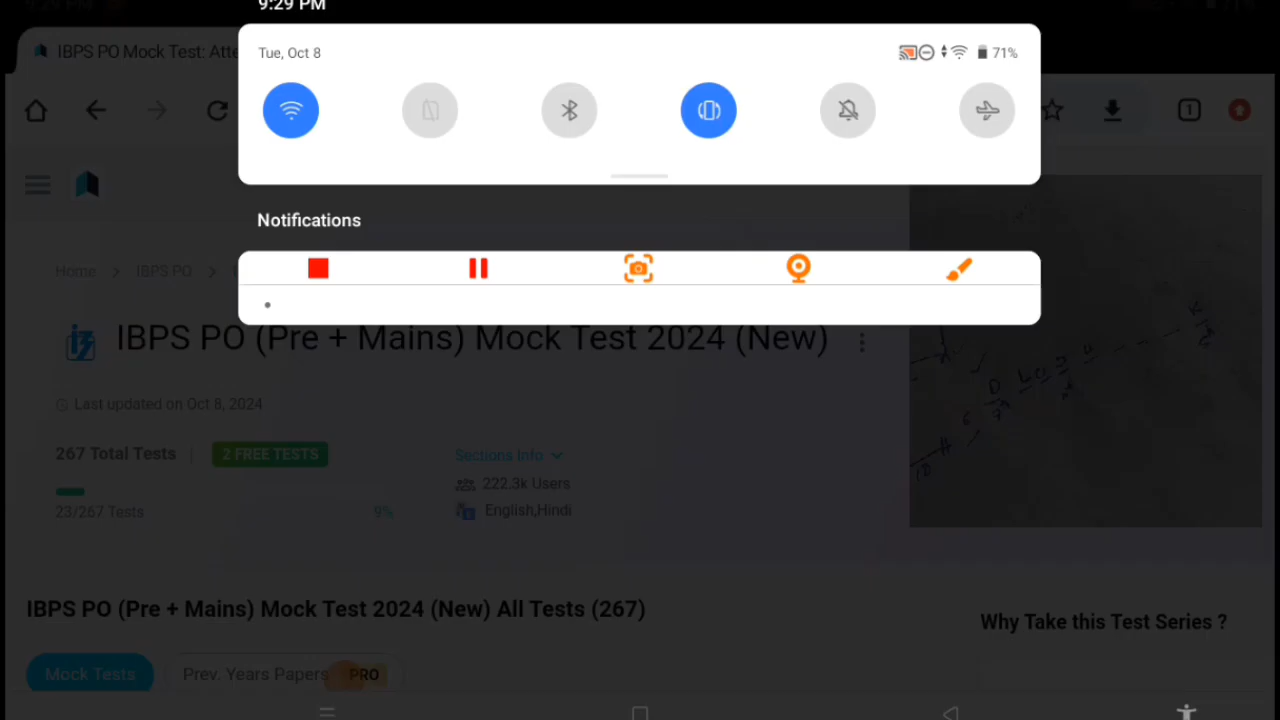 9:29 PM
71%
IBPS PO Mock Test: Atte
Tue, Oct 8
71%
1
Notifications
Home > IBPS PO >
IBPS PO (Pre + Mains) Mock Test 2024 (New)
Last updated on Oct 8, 2024
267 Total Tests | 2 FREE TESTS
Sections Info
222.3k Users
English,Hindi
23/267 Tests 9%
IBPS PO (Pre + Mains) Mock Test 2024 (New) All Tests (267)
Why Take this Test Series ?
Mock Tests
Prev. Years Papers PRO